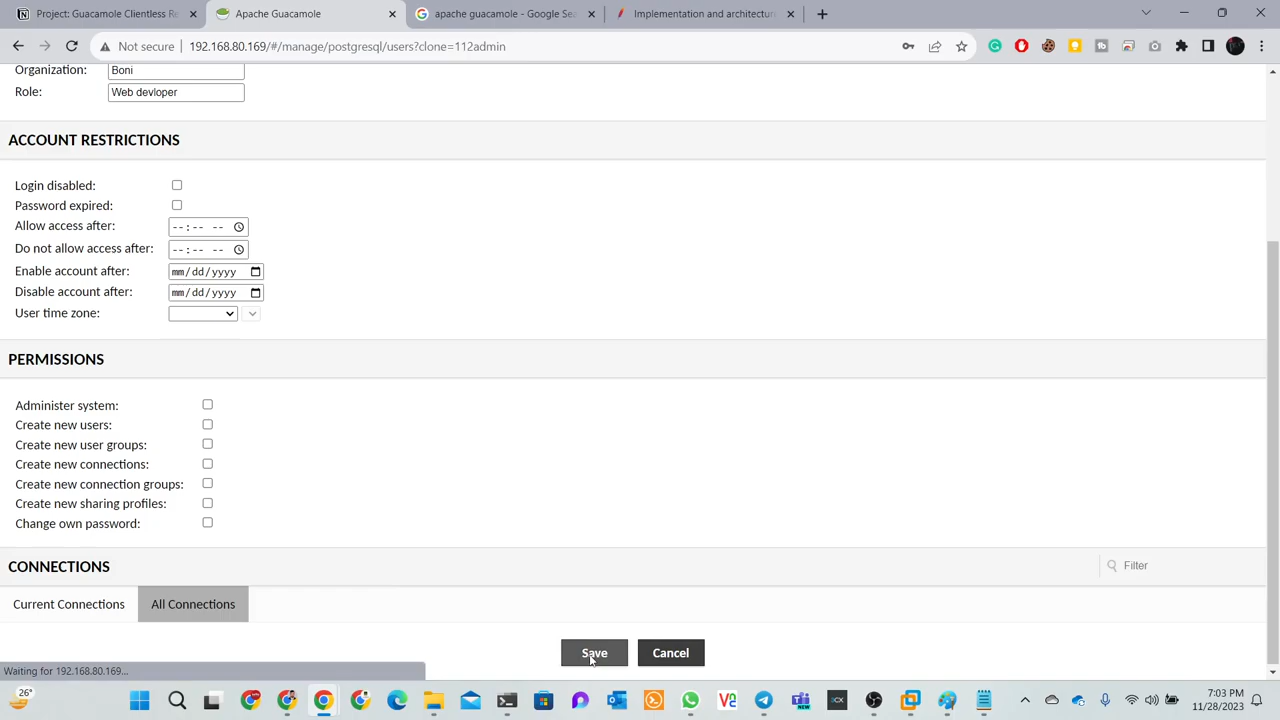 Project: Guacamole Clientless Re
Apache Guacamole
apache guacamole - Google Sea
Implementation and architectur
Not secure
192.168.80.169/#/manage/postgresql/users?clone=112admin
Organization:
Boni
Role:
Web devloper
ACCOUNT RESTRICTIONS
Login disabled:
Password expired:
Allow access after:
--:-- --
Do not allow access after:
--:-- --
Enable account after:
mm/dd/yyyy
Disable account after:
mm/dd/yyyy
User time zone:
PERMISSIONS
Administer system:
Create new users:
Create new user groups:
Create new connections:
Create new connection groups:
Create new sharing profiles:
Change own password:
CONNECTIONS
Filter
Current Connections
All Connections
Save
Cancel
Waiting for 192.168.80.169...
26°
7:03 PM
11/28/2023